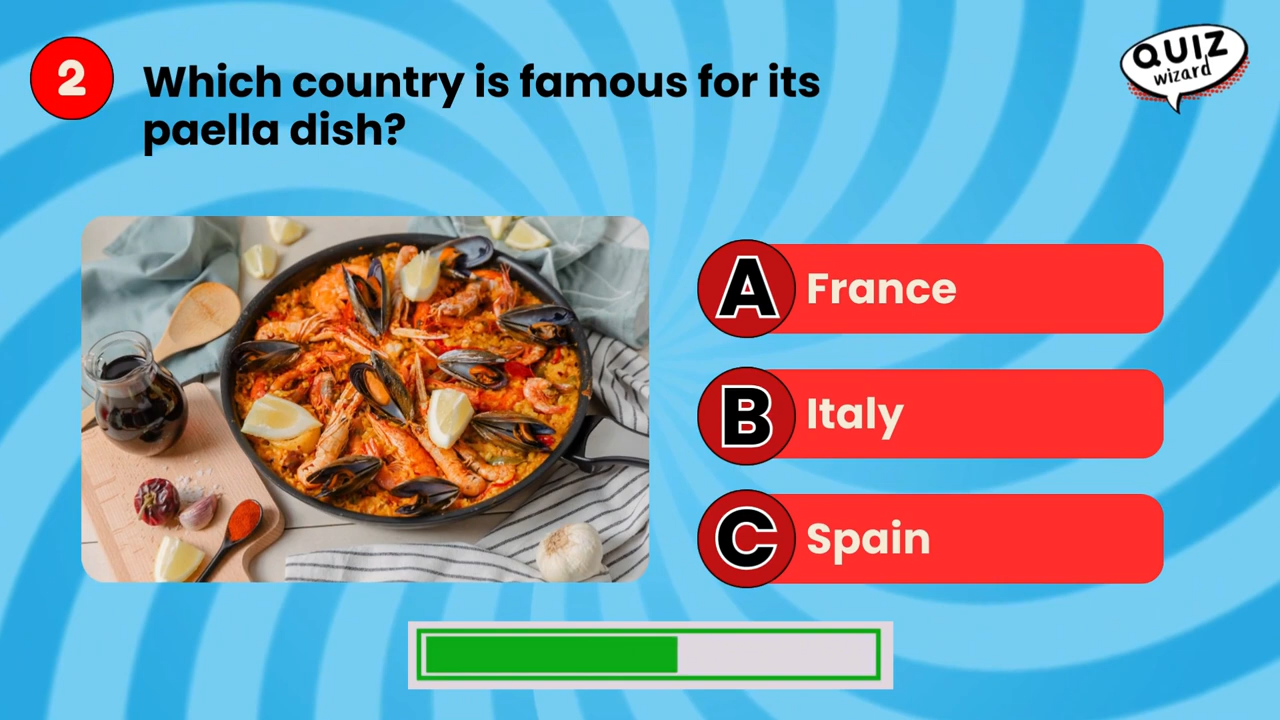 2
Which country is famous for its
paella dish?
QUIZ
wizard
A France
B Italy
C Spain